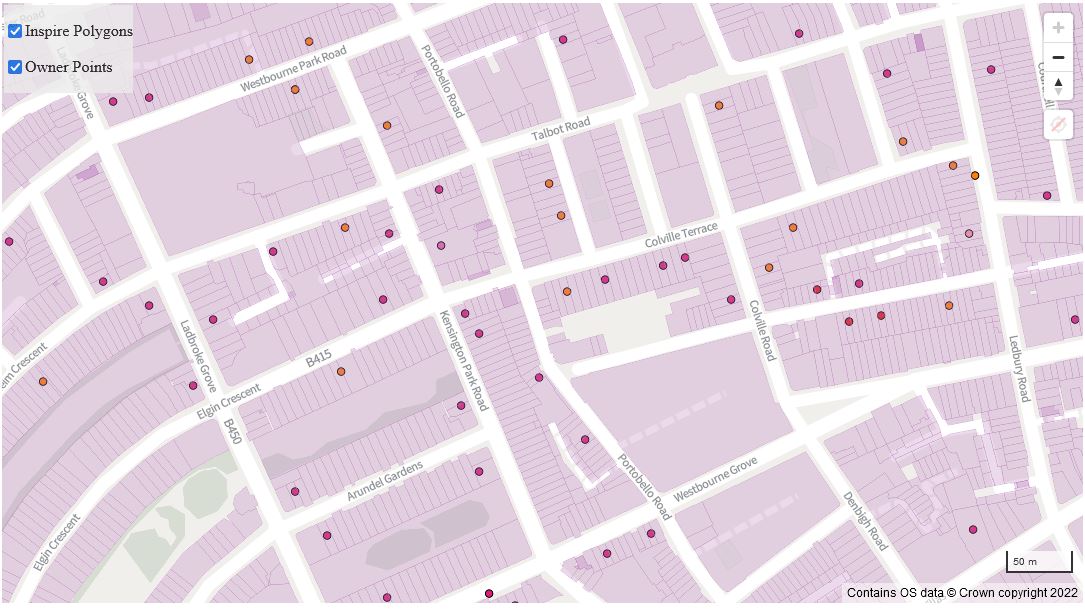 Inspire Polygons
Owner Points
Westbourne Park Road
Portobello Road
Talbot Road
Colville Terrace
Ladbroke Grove
B415
Kensington Park Road
Colville Road
Ledbury Road
Elgin Crescent
B450
Arundel Gardens
Portobello Road
Westbourne Grove
Denbigh Road
Elgin Crescent
50 m
Contains OS data © Crown copyright 2022